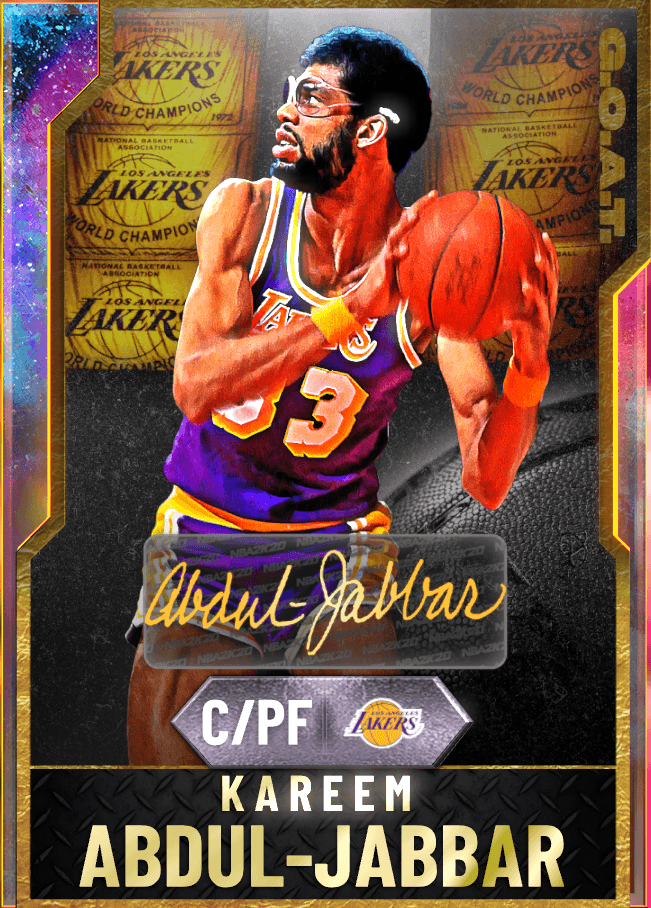 LOS ANGELES
LAKERS
WORLD CHAMPIONS
1972
NATIONAL BASKETBALL
ASSOCIATION
LOS ANGELES
LAKERS
WORLD CHAMPIONS
NATIONAL BASKETBALL
ASSOCIATION
LOS ANGELES
LAKERS
WORLD CHAMPIONS
LOS ANGELES
LAKERS
WORLD CHAMPIONS
NATIONAL BASKETBALL
ASSOCIATION
LOS ANGELES
LAKERS
G.O.A.T.
LAKERS
33
Abdul-Jabbar
NBA2K20
C/PF
LOS ANGELES
LAKERS
KAREEM
ABDUL-JABBAR